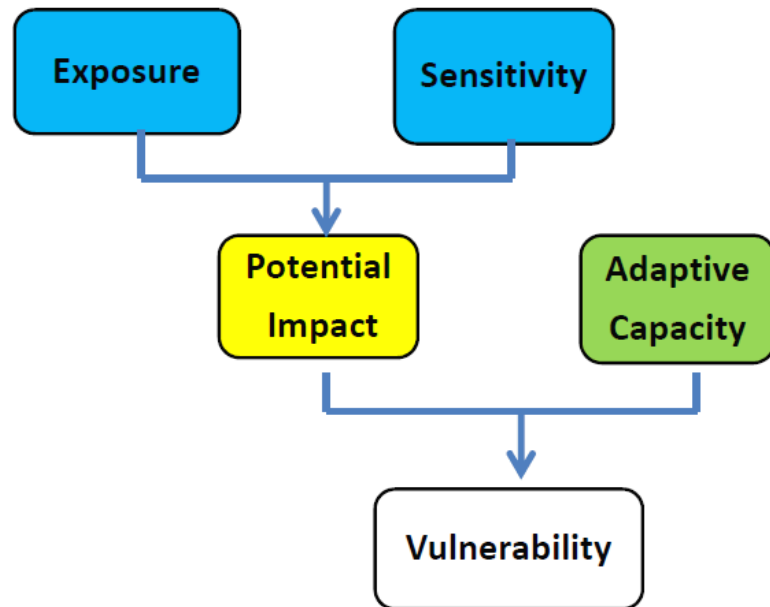 Exposure
Sensitivity
Potential
Impact
Adaptive
Capacity
Vulnerability